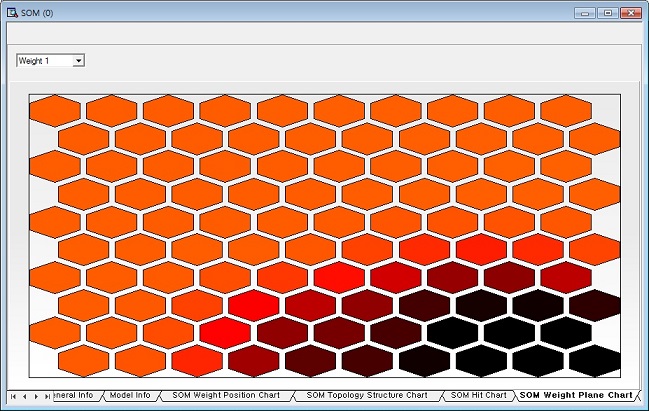 SOM (0)
Weight 1
eneral Info
Model Info
SOM Weight Position Chart
SOM Topology Structure Chart
SOM Hit Chart
SOM Weight Plane Chart